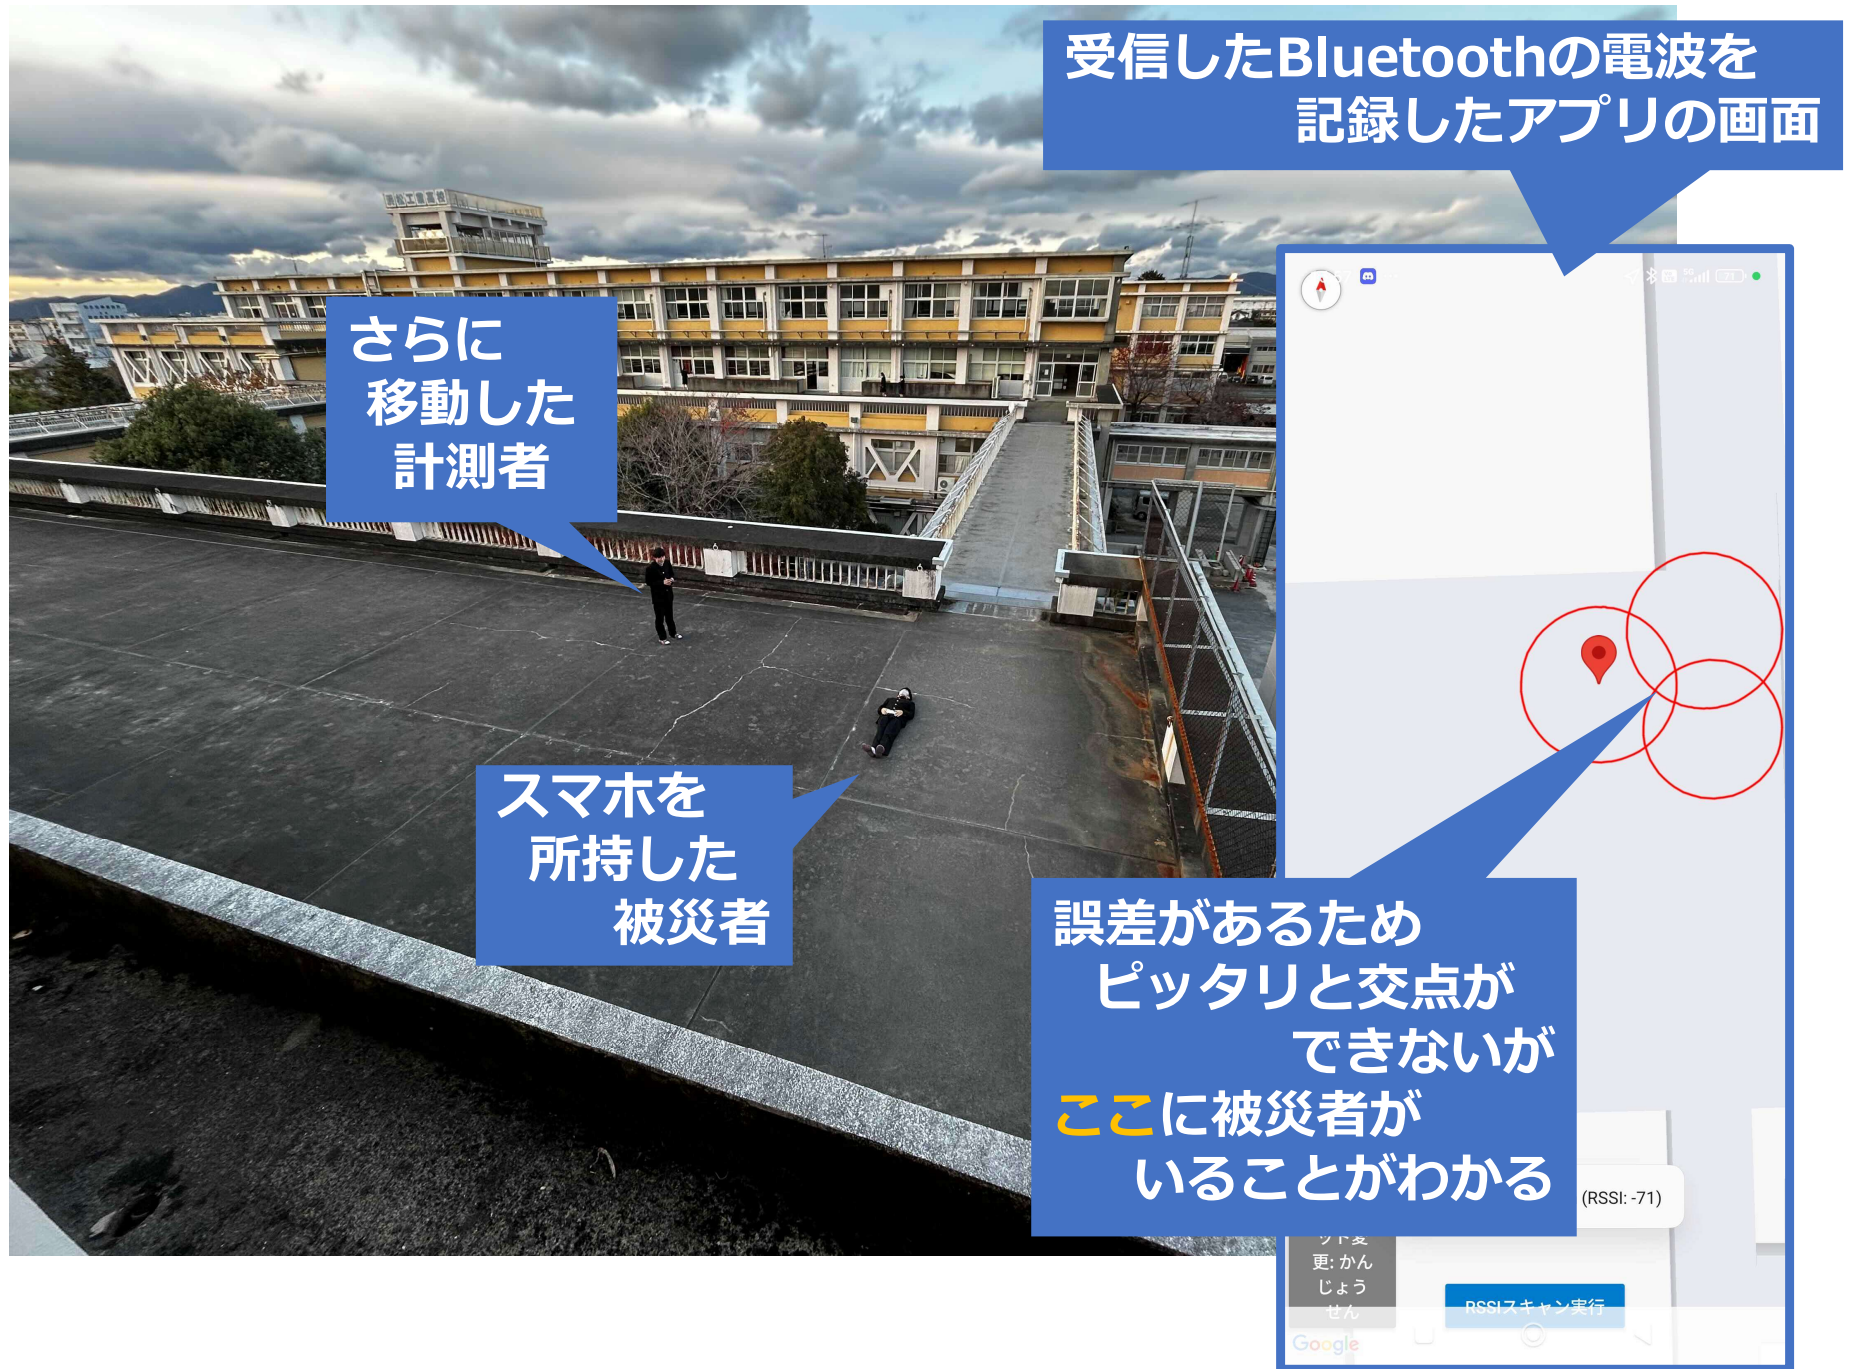 受信したBluetoothの電波を
記録したアプリの画面
さらに
移動した
計測者
スマホを
所持した
被災者
誤差があるため
ピッタリと交点が
できないが
ここに被災者が
いることがわかる
(RSSI: -71)
ット変
更: かん
じょう
せん
RSSIスキャン実行
Google